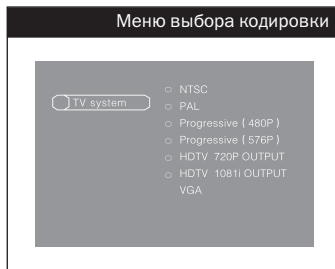 Меню выбора кодировки
TV system
NTSC
PAL
Progressive ( 480P )
Progressive ( 576P )
HDTV 720P OUTPUT
HDTV 1081i OUTPUT
VGA